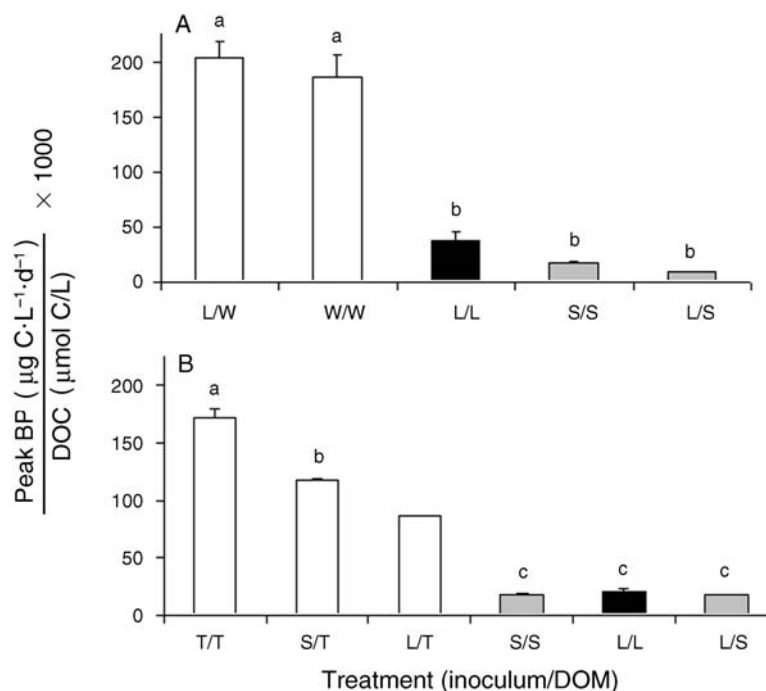 A
a
a
200
150
100
50
0
b
b
b
L/W W/W L/L S/S L/S
B
a
200
150
100
50
0
b
c
c
c
T/T S/T L/T S/S L/L L/S
Peak BP ( µg C·L⁻¹·d⁻¹)
DOC (µmol C/L)
× 1000
Treatment (inoculum/DOM)